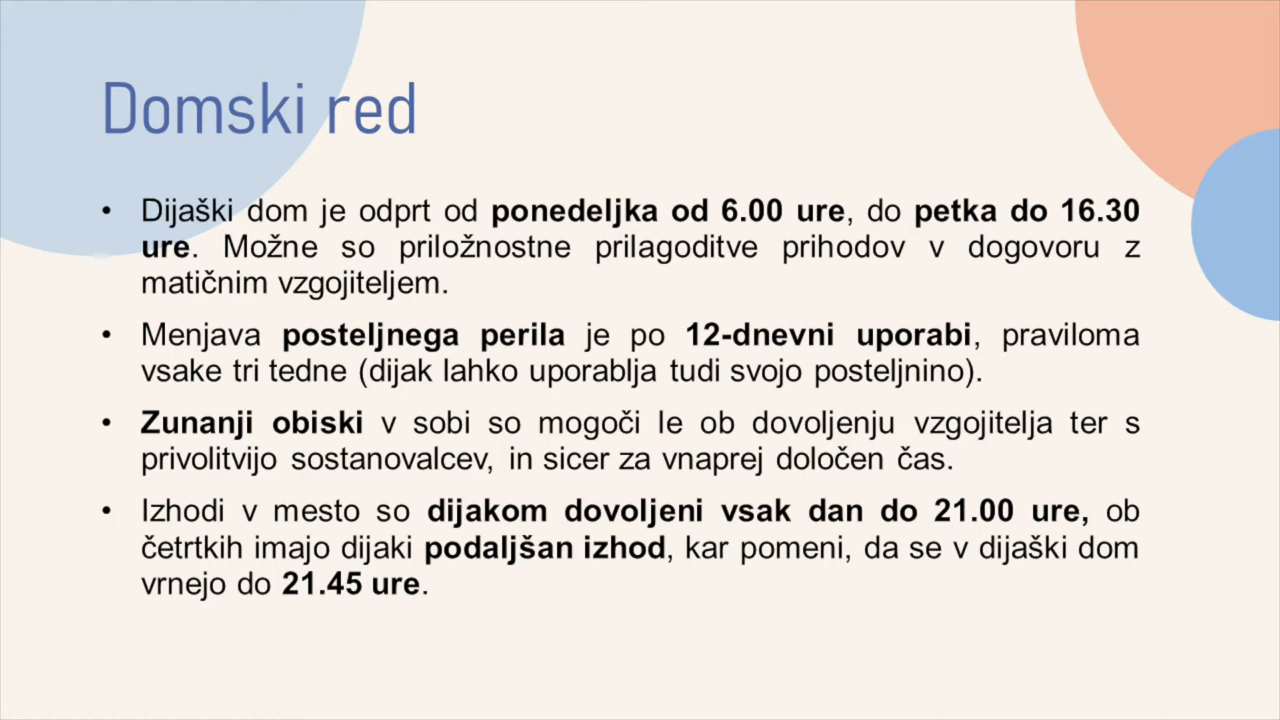 Domski red
• Dijaški dom je odprt od ponedeljka od 6.00 ure, do petka do 16.30
ure. Možne so priložnostne prilagoditve prihodov v dogovoru z
matičnim vzgojiteljem.
• Menjava posteljnega perila je po 12-dnevni uporabi, praviloma
vsake tri tedne (dijak lahko uporablja tudi svojo posteljnino).
• Zunanji obiski v sobi so mogoči le ob dovoljenju vzgojitelja ter s
privolitvijo sostanovalcev, in sicer za vnaprej določen čas.
• Izhodi v mesto so dijakom dovoljeni vsak dan do 21.00 ure, ob
četrtkih imajo dijaki podaljšan izhod, kar pomeni, da se v dijaški dom
vrnejo do 21.45 ure.